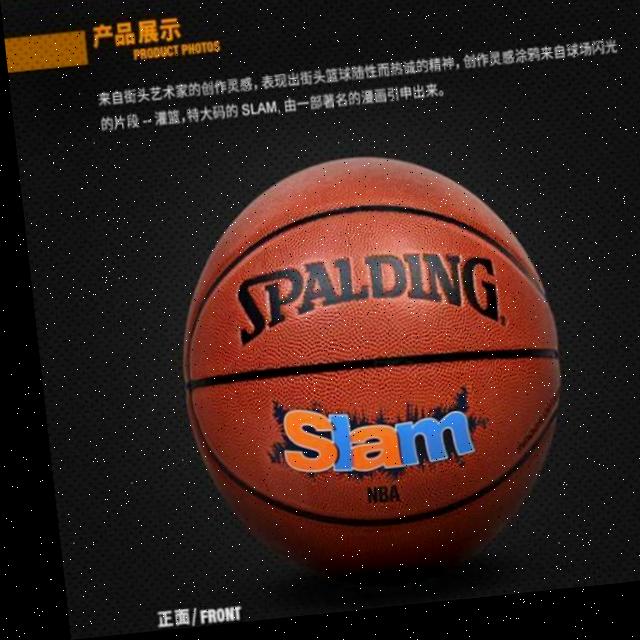 产品展示
PRODUCT PHOTOS
来自街头艺术家的创作灵感，表现出街头篮球随性而热诚的精神，创作灵感涂鸦来自球场闪光
的片段 – 灌篮，特大码的 SLAM, 由一部著名的漫画引申出来。
SPALDING
Slam
NBA
正面 / FRONT